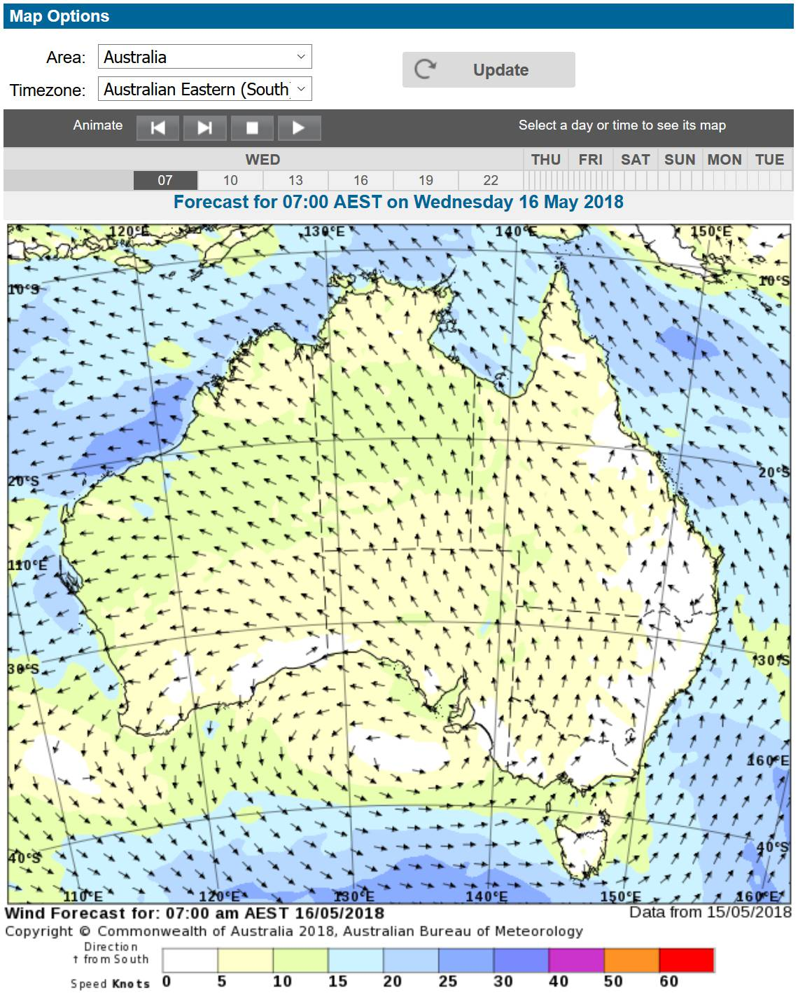 Map Options
Area: Australia
Update
Timezone: Australian Eastern (South
Animate
Select a day or time to see its map
WED THU FRI SAT SUN MON TUE
07 10 13 16 19 22
Forecast for 07:00 AEST on Wednesday 16 May 2018
120°E 130°E 140°E 150°E
10°S 10°S
20°S 20°S
110°E
30°S 30°S
160°E
40°S 40°S
110°E 120°E 130°E 140°E 150°E 160°E
Wind Forecast for: 07:00 am AEST 16/05/2018 Data from 15/05/2018
Copyright © Commonwealth of Australia 2018, Australian Bureau of Meteorology
Direction
↑ from South
Speed Knots 0 5 10 15 20 25 30 40 50 60